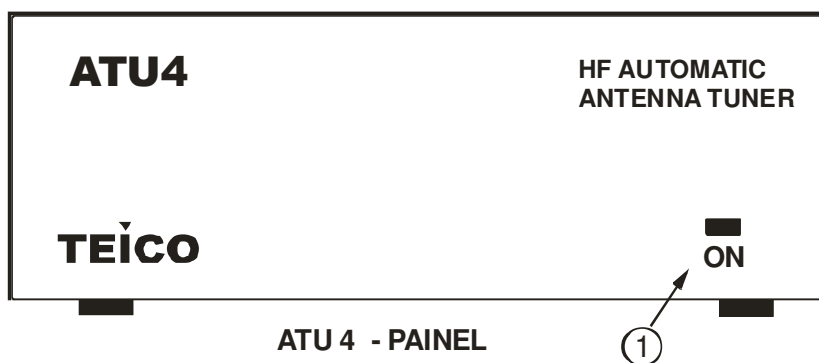 ATU4
HF AUTOMATIC
ANTENNA TUNER
TEICO
ON
ATU 4 - PAINEL
1